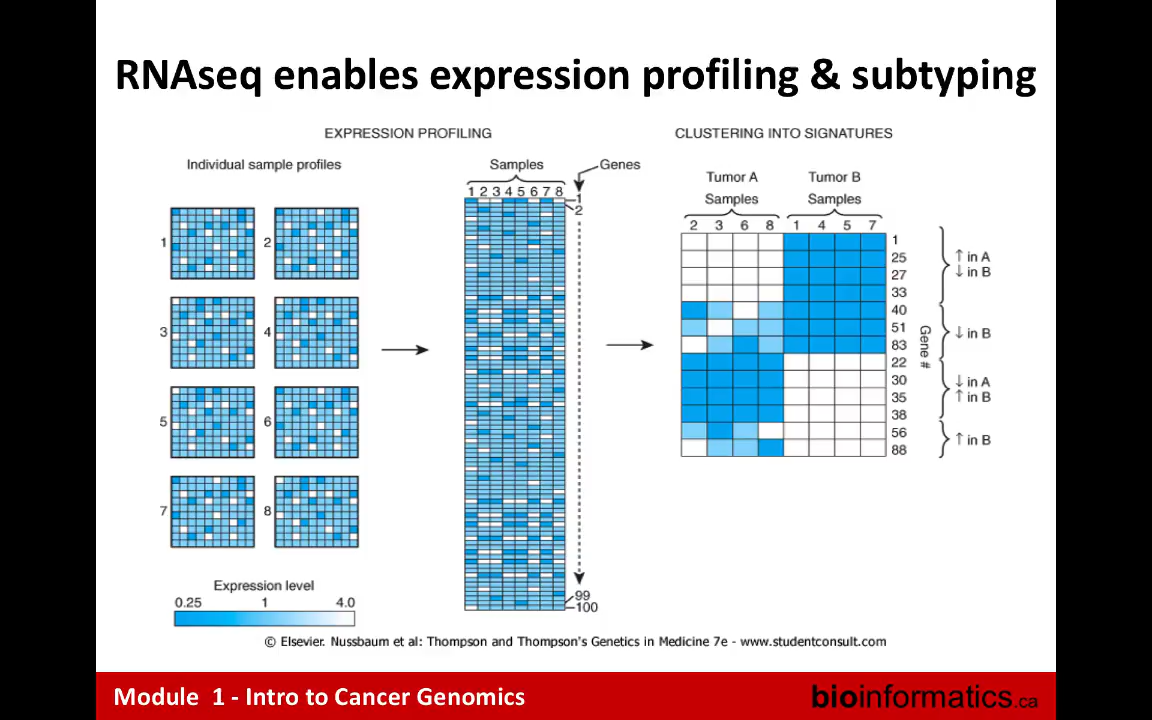 RNAseq enables expression profiling & subtyping
EXPRESSION PROFILING
CLUSTERING INTO SIGNATURES
Individual sample profiles
Samples
Genes
1 2 3 4 5 6 7 8
1
2
99
100
1
2
3
4
5
6
7
8
Expression level
0.25 1 4.0
Tumor A
Samples
Tumor B
Samples
2 3 6 8 1 4 5 7
1
25
27
33
40
51
83
22
30
35
38
56
88
Gene #
↑ in A
↓ in B
↓ in B
↓ in A
↑ in B
↑ in B
© Elsevier. Nussbaum et al: Thompson and Thompson's Genetics in Medicine 7e - www.studentconsult.com
Module 1 - Intro to Cancer Genomics
bioinformatics.ca